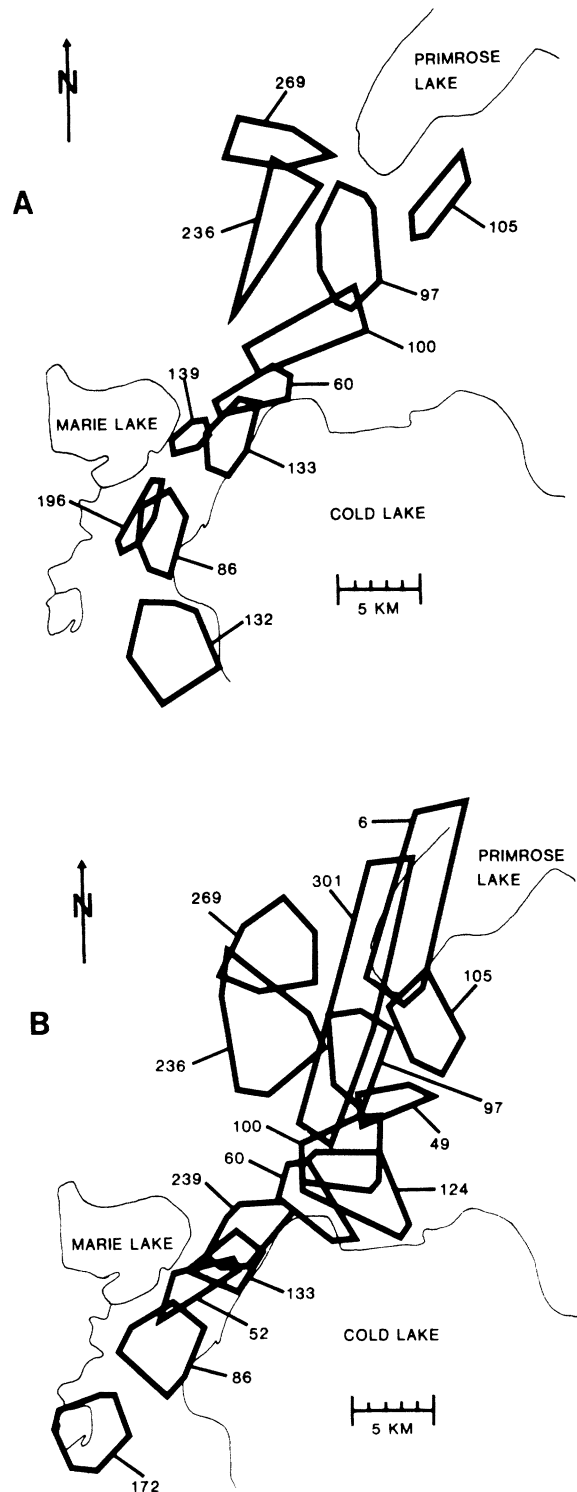 PRIMROSE
LAKE
269
N
A
105
236
97
100
139
60
MARIE LAKE
133
196
COLD LAKE
86
5 KM
132
6
PRIMROSE
LAKE
301
269
N
105
B
236
97
49
100
60
239
124
MARIE LAKE
133
52
COLD LAKE
86
5 KM
172